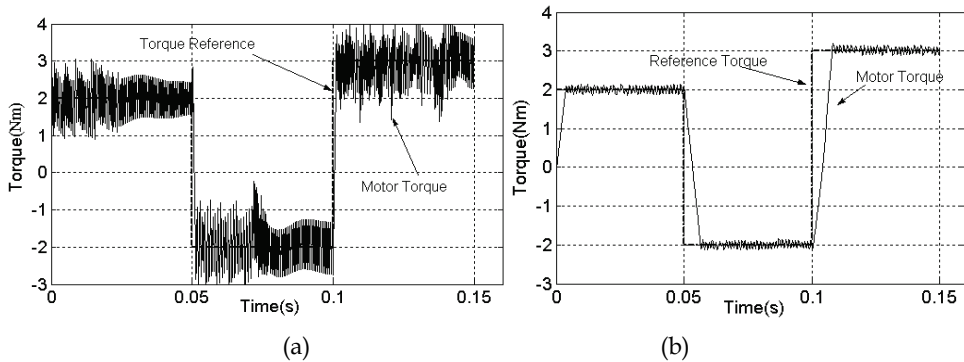 4
3
2
1
0
-1
-2
-3
Torque(Nm)
Torque Reference
Motor Torque
0
0.05
0.1
0.15
Time(s)
(a)
4
3
2
1
0
-1
-2
-3
Torque(Nm)
Reference Torque
Motor Torque
0
0.05
0.1
0.15
Time(s)
(b)